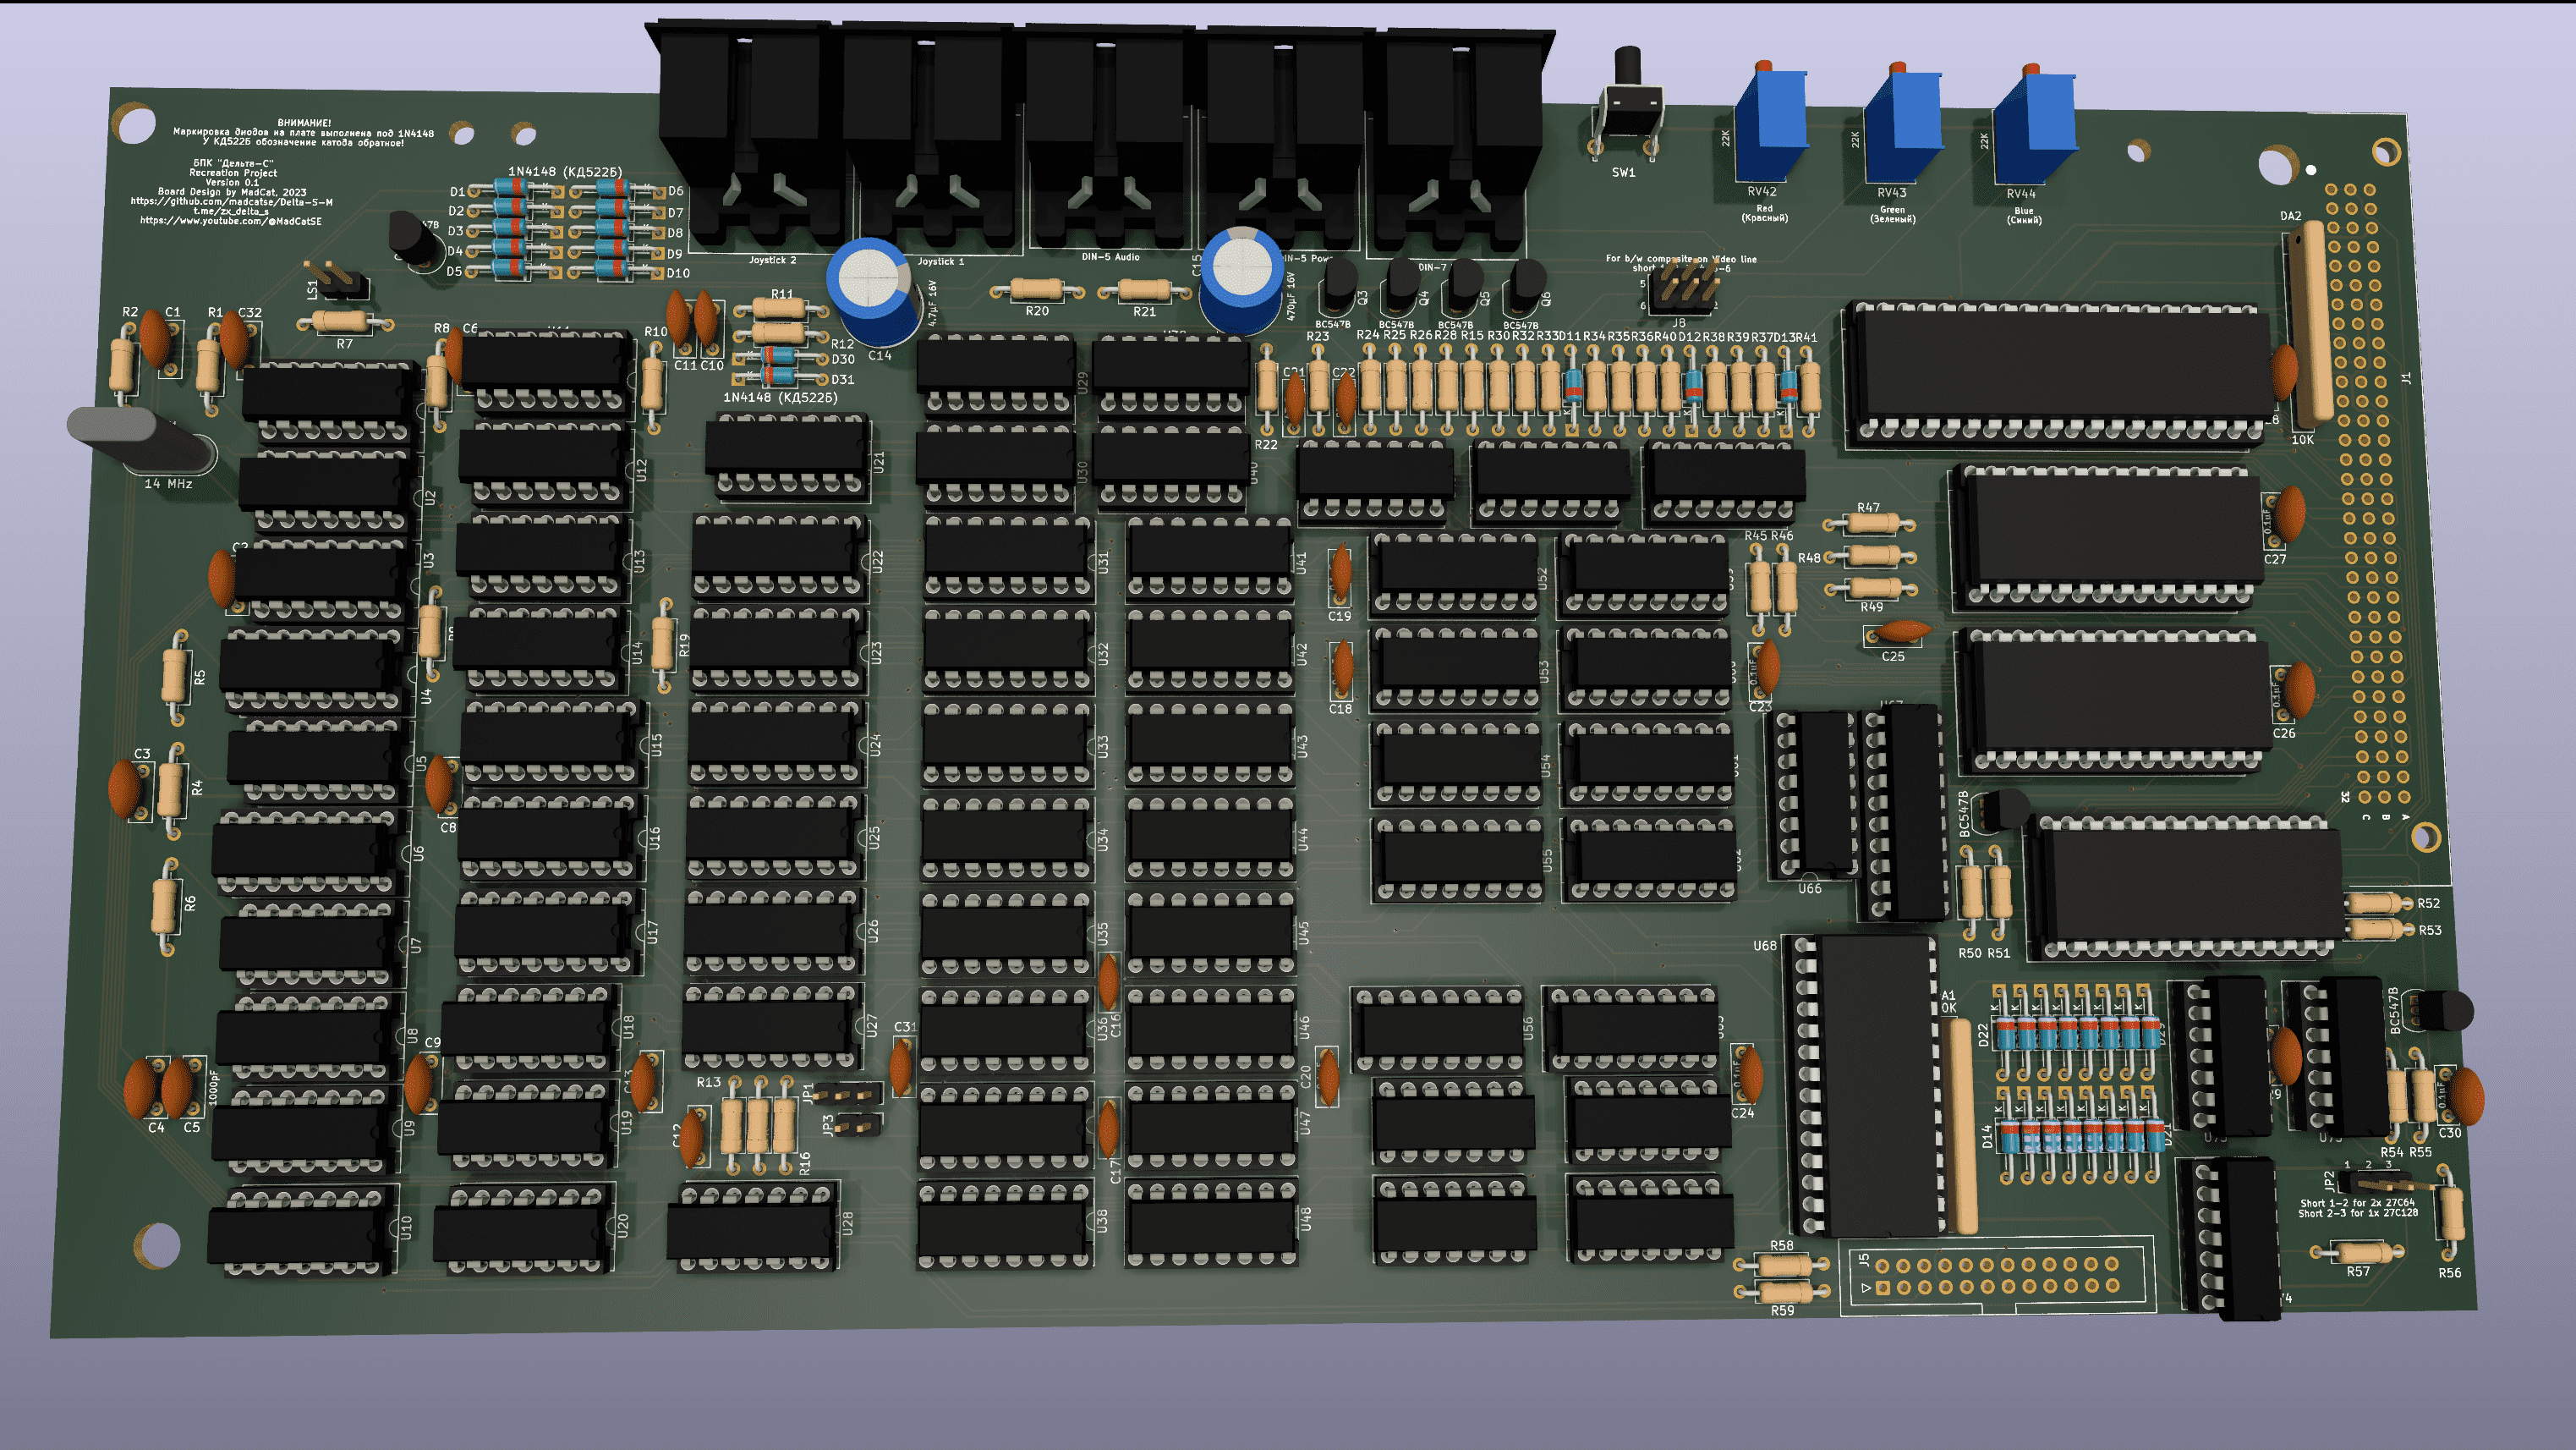 ВНИМАНИЕ!
Маркировка диодов на плате выполнена под 1N4148
У КД522Б обозначение катода обратное!
БПК "Дельта-С"
Recreation Project
Version 0.1
Board Design by MadCat, 2023
https://github.com/madcatse/Delta-S-M
t.me/zx_delta_s
https://www.youtube.com/@MadCatSE
1N4148 (КД522Б)
D1
D2
D3
D4
D5
D6
D7
D8
D9
D10
Joystick 2
Joystick 1
DIN-5 Audio
DIN-7
SW1
22K
RV42
Red
(Красный)
22K
RV43
Green
(Зеленый)
22K
RV44
Blue
(Синий)
DA2
10K
J1
For b/w composite on Video line
J8
LS1
R7
R2
C1
R1
C32
14 MHz
R8
C6
R10
C11
C10
R11
R12
D30
D31
1N4148 (КД522Б)
4.7µF 16V
C14
R20
R21
C15
470µF 16V
BC547B
Q3
BC547B
Q4
BC547B
Q5
BC547B
Q6
R22
R23
C21
C22
R24
R25
R26
R28
R15
R30
R32
R33
D11
R34
R35
R36
R40
D12
R38
R39
R37
D13
R41
U2
U3
U4
U5
U6
U7
U8
U9
U10
U12
U13
U14
U15
U16
U17
U18
U19
U20
U21
U22
U23
U24
U25
U26
U27
U28
U29
U30
U31
U32
U33
U34
U35
U36
U38
U40
U41
U42
U43
U44
U45
U46
U47
U48
U52
U53
U54
U55
U56
R5
R4
R6
C3
C4
C5
1000pF
C8
C9
R19
C12
R13
R16
JP1
JP3
C31
C16
C17
C18
C19
C20
R45
R46
R47
R48
R49
C25
C23
0.1µF
C27
0.1µF
C26
0.1µF
32
C
B
A
U66
BC547B
R50
R51
R52
R53
U68
D22
D14
BC547B
C24
0.1µF
C30
0.1µF
R54
R55
JP2
1 2 3
Short 1-2 for 2x 27C64
Short 2-3 for 1x 27C128
R56
R57
R58
R59
J5